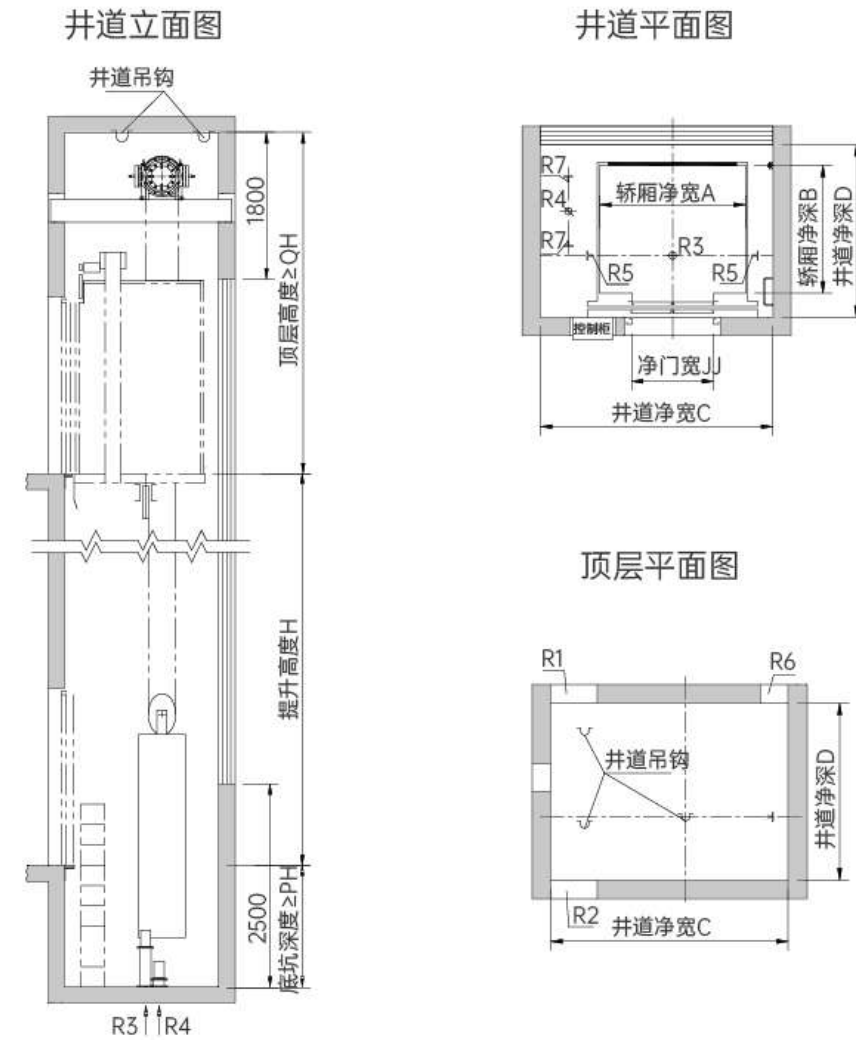 井道立面图
井道吊钩
1800
顶层高度≥QH
提升高度H
2500
底坑深度≥PH
R3
R4
井道平面图
R7
R4
R7
轿厢净宽A
R3
R5
R5
轿厢净深B
井道净深D
控制柜
净门宽JJ
井道净宽C
顶层平面图
R1
R6
井道吊钩
井道净深D
R2
井道净宽C